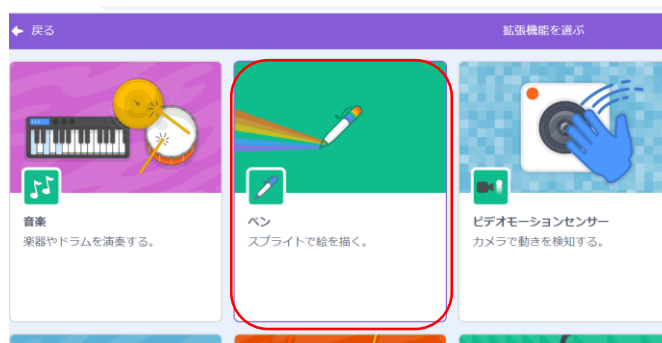 戻る
拡張機能を選ぶ
音楽
楽器やドラムを演奏する。
ペン
スプライトで絵を描く。
ビデオモーションセンサー
カメラで動きを検知する。